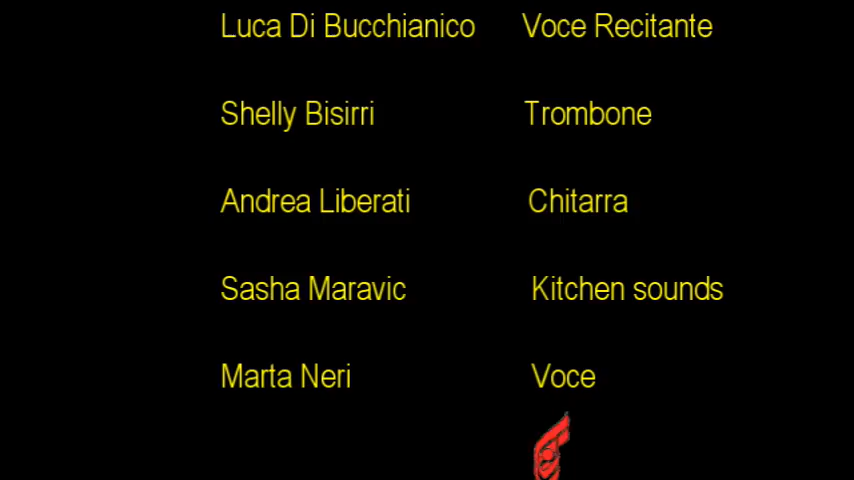 Luca Di Bucchianico Voce Recitante
Shelly Bisirri Trombone
Andrea Liberati Chitarra
Sasha Maravic Kitchen sounds
Marta Neri Voce